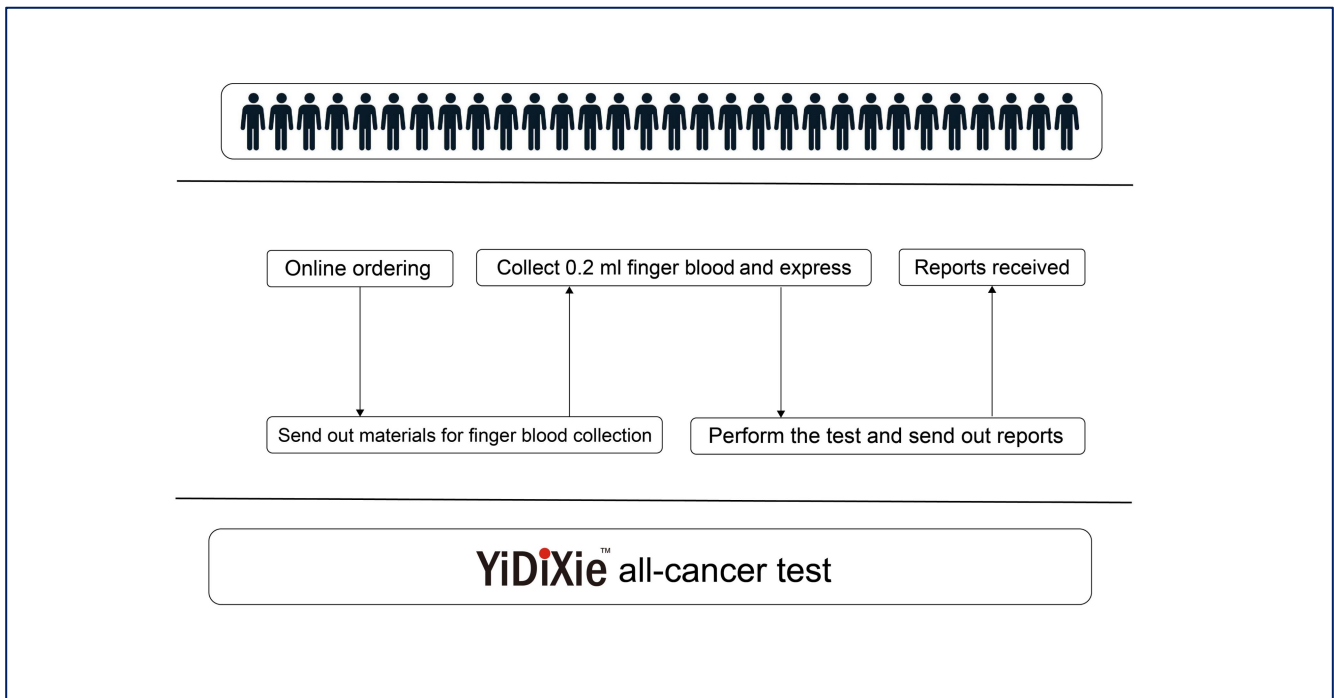 Online ordering
Collect 0.2 ml finger blood and express
Reports received
Send out materials for finger blood collection
Perform the test and send out reports
YiDiXie™ all-cancer test